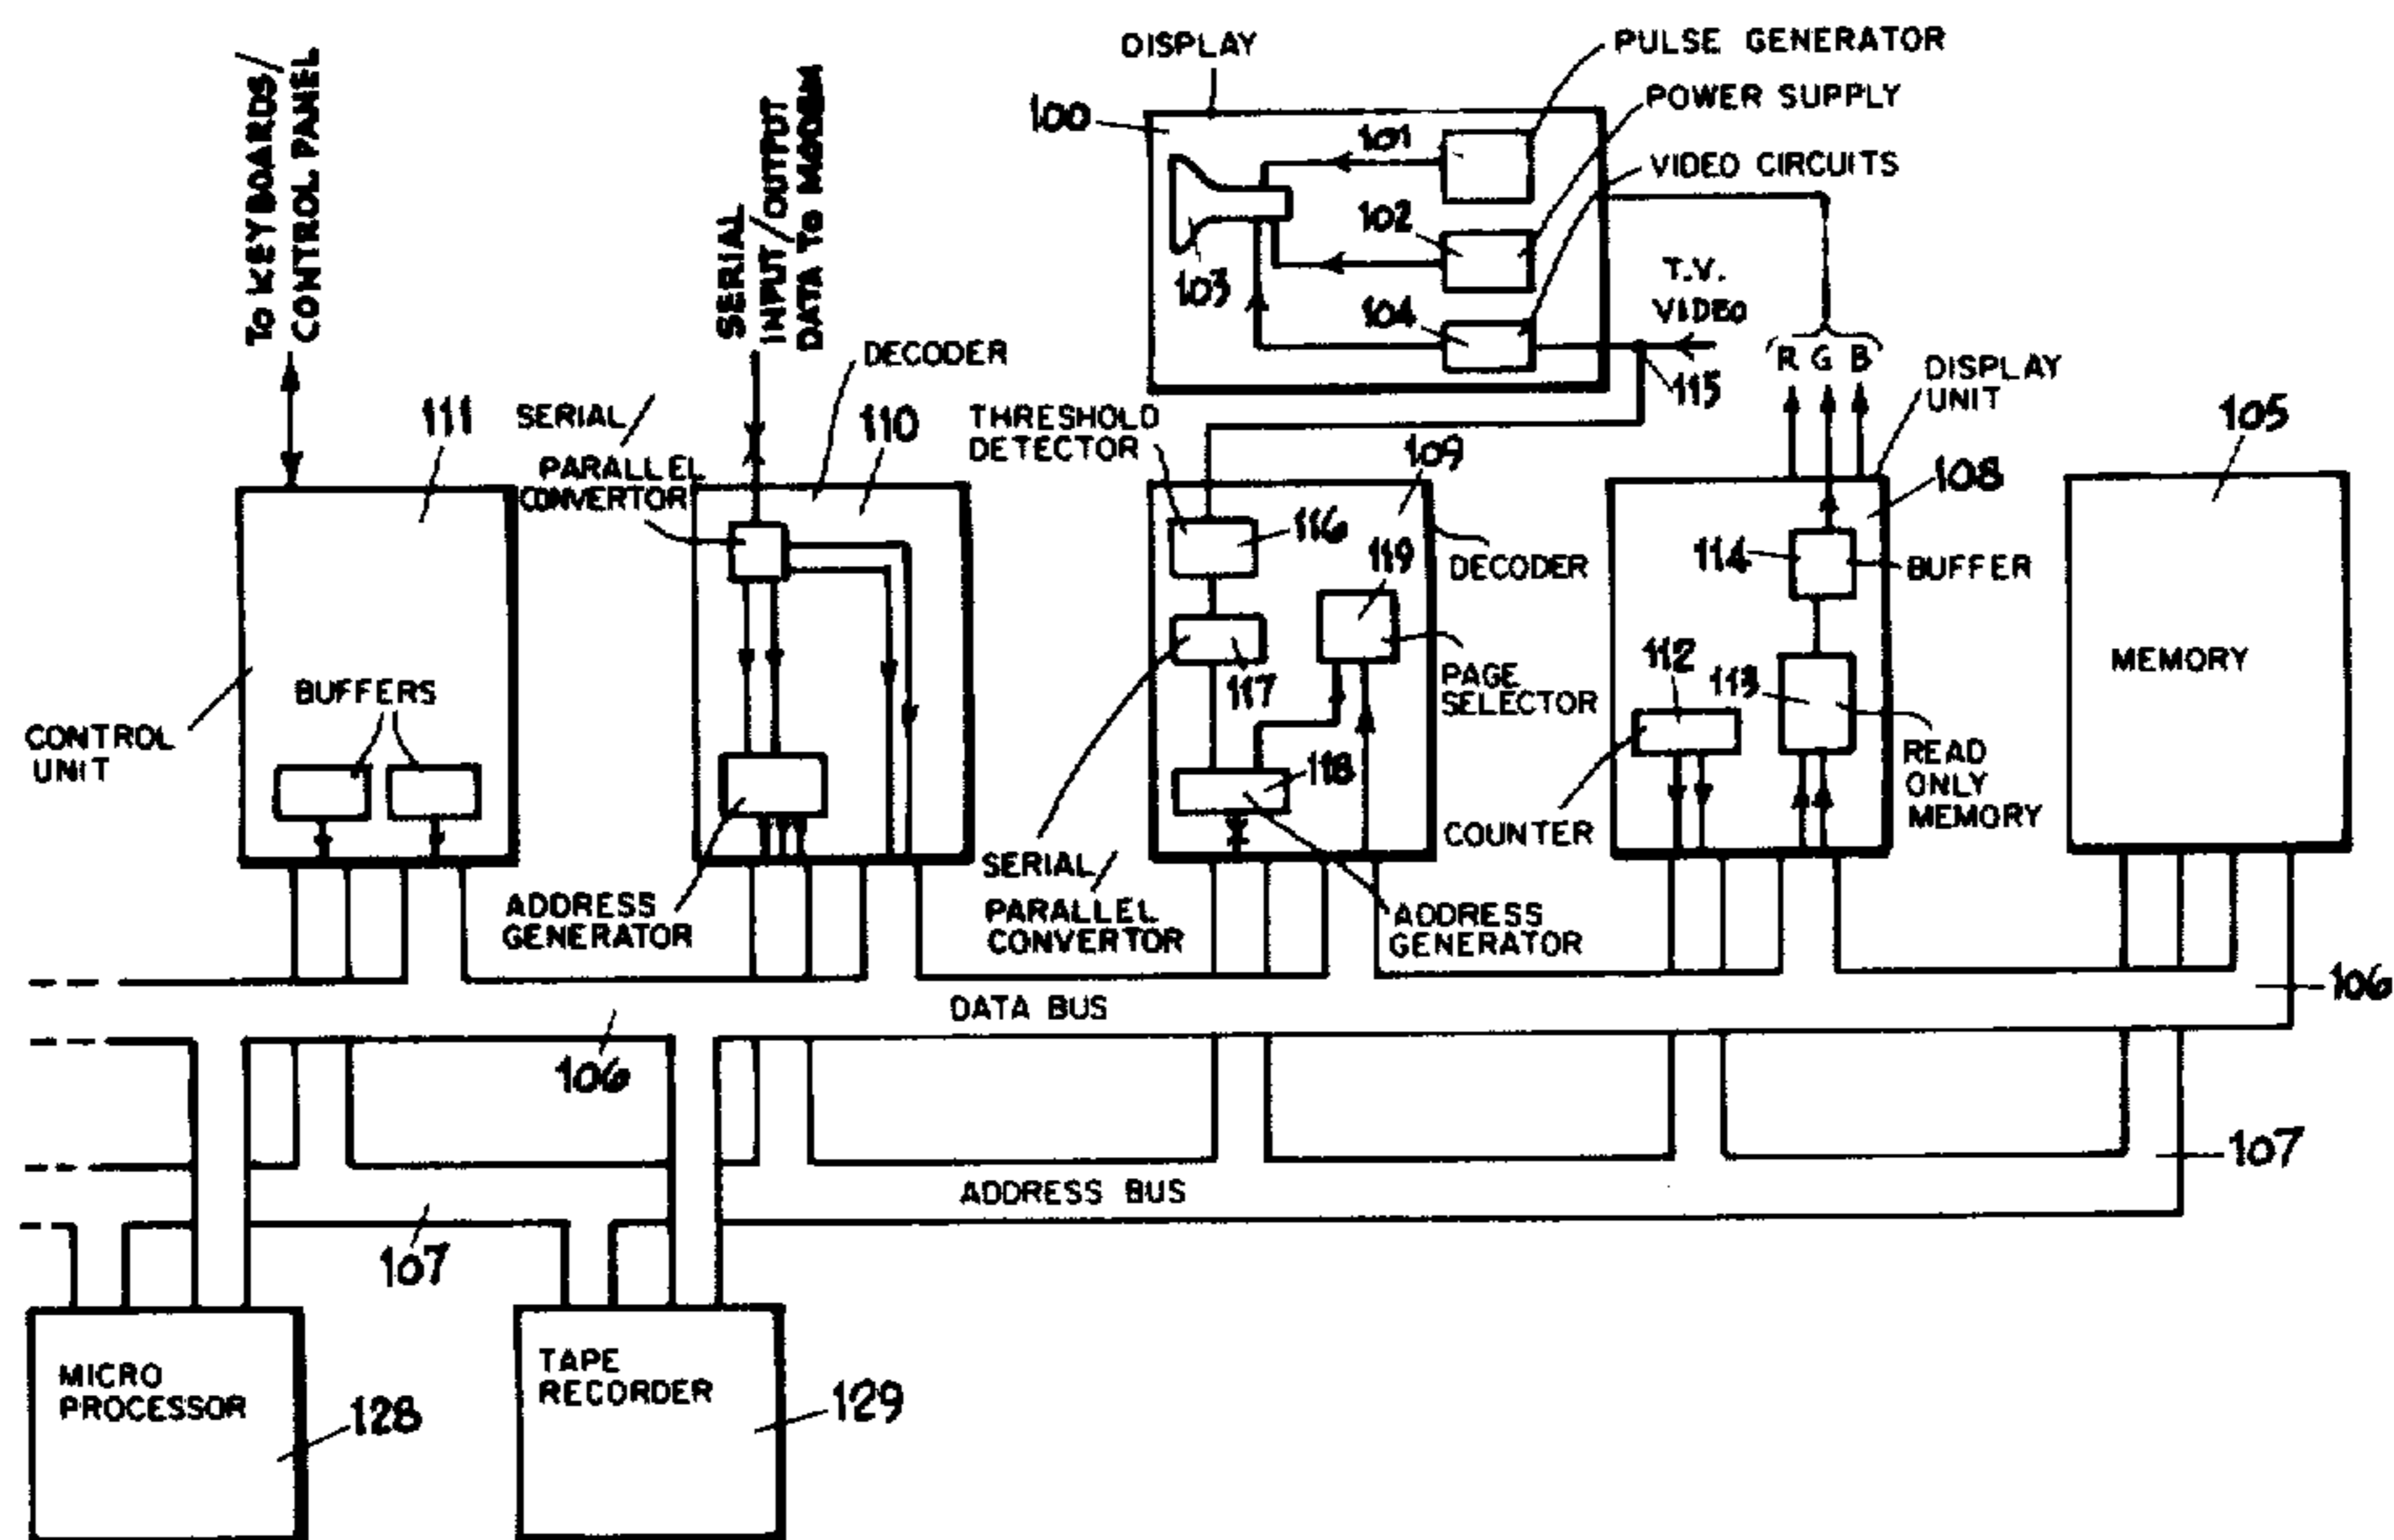 TO KEYBOARDS/
CONTROL PANEL
SERIAL
INPUT/OUTPUT
DATA TO MODEM
DISPLAY
PULSE GENERATOR
POWER SUPPLY
VIDEO CIRCUITS
100
101
102
103
104
T.V.
VIDEO
115
R G B
DISPLAY
UNIT
111
SERIAL/
PARALLEL
CONVERTOR
DECODER
110
THRESHOLD
DETECTOR
109
108
105
116
119
DECODER
114
BUFFER
117
PAGE
SELECTOR
112
113
MEMORY
BUFFERS
CONTROL
UNIT
118
COUNTER
READ
ONLY
MEMORY
ADDRESS
GENERATOR
SERIAL/
PARALLEL
CONVERTOR
ADDRESS
GENERATOR
DATA BUS
106
106
107
ADDRESS BUS
107
MICRO
PROCESSOR
128
TAPE
RECORDER
129